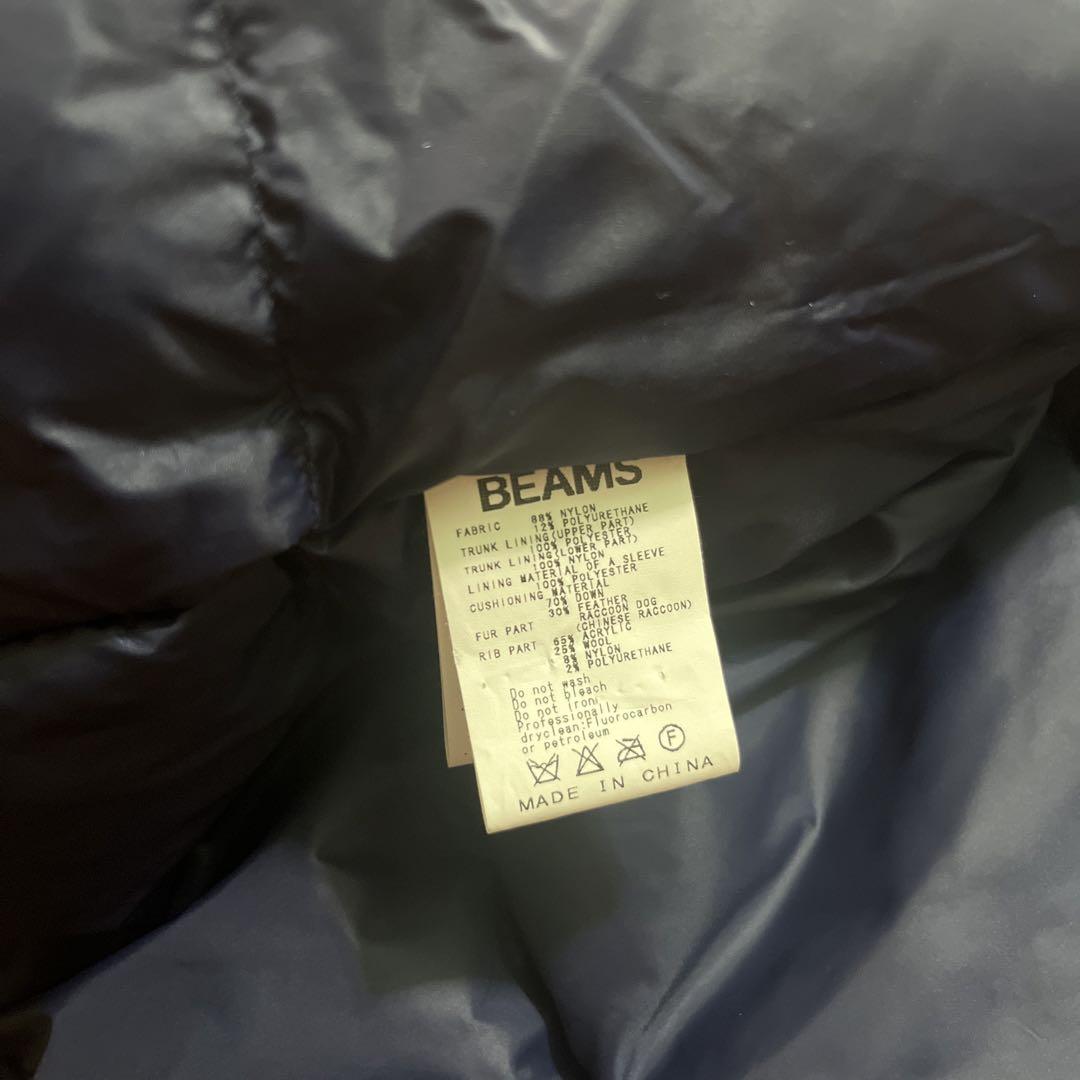 BEAMS
FABRIC 88% NYLON
12% POLYURETHANE
TRUNK LINING(UPPER PART)
100% POLYESTER
TRUNK LINING(LOWER PART)
100% NYLON
LINING MATERIAL OF A SLEEVE
100% POLYESTER
CUSHIONING MATERIAL
70% DOWN
30% FEATHER
FUR PART RACCOON DOG
(CHINESE RACCOON)
RIB PART 65% ACRYLIC
25% WOOL
8% NYLON
2% POLYURETHANE
Do not wash
Do not bleach
Do not iron
Professionally
dryclean:Fluorocarbon
or petroleum
F
MADE IN CHINA